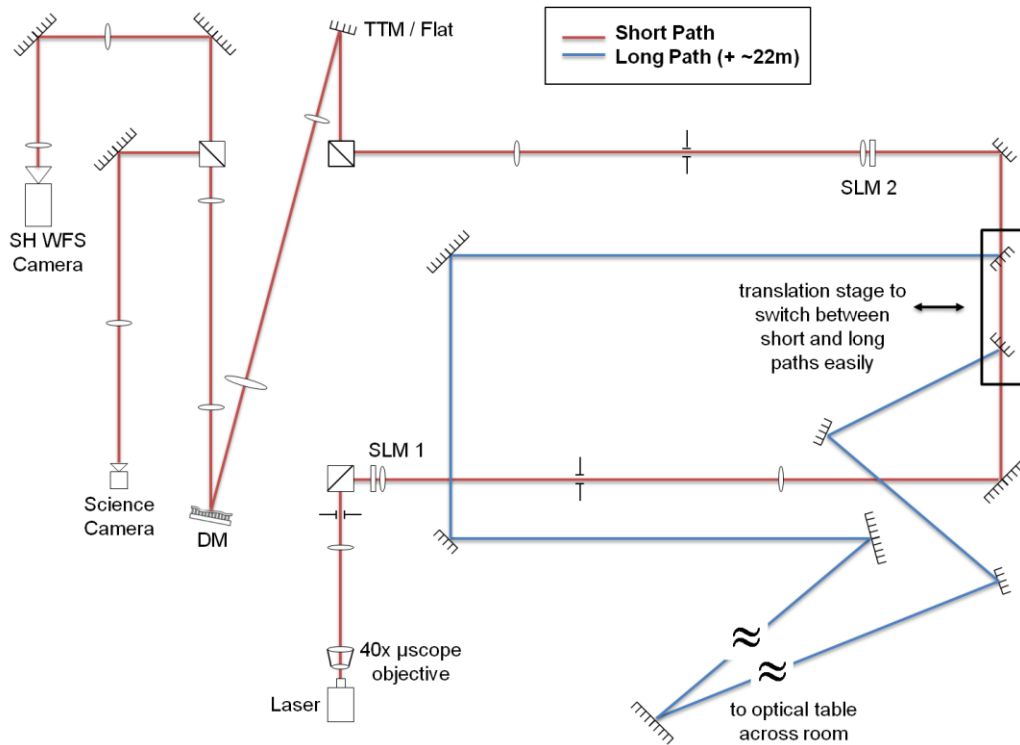 TTM / Flat
Short Path
Long Path (+ ~22m)
SLM 2
SH WFS
Camera
translation stage to
switch between
short and long
paths easily
SLM 1
Science
Camera
DM
≈
40x µscope
objective
≈
Laser
to optical table
across room